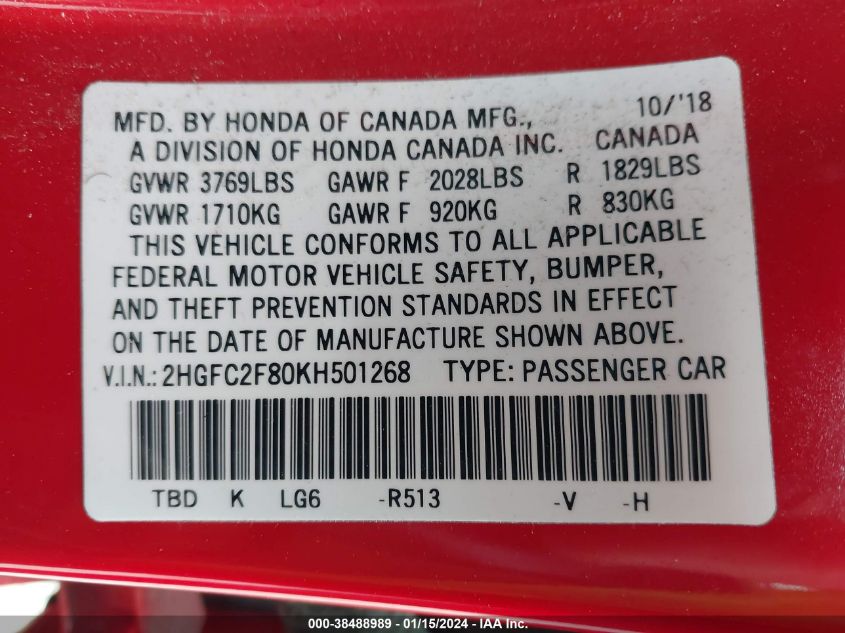 MFD. BY HONDA OF CANADA MFG., 10/'18
A DIVISION OF HONDA CANADA INC. CANADA
GVWR 3769LBS GAWR F 2028LBS R 1829LBS
GVWR 1710KG GAWR F 920KG R 830KG
THIS VEHICLE CONFORMS TO ALL APPLICABLE
FEDERAL MOTOR VEHICLE SAFETY, BUMPER,
AND THEFT PREVENTION STANDARDS IN EFFECT
ON THE DATE OF MANUFACTURE SHOWN ABOVE.
V.I.N.: 2HGFC2F80KH501268 TYPE: PASSENGER CAR
TBD K LG6 -R513 -V -H
000-38488989 - 01/15/2024 - IAA Inc.